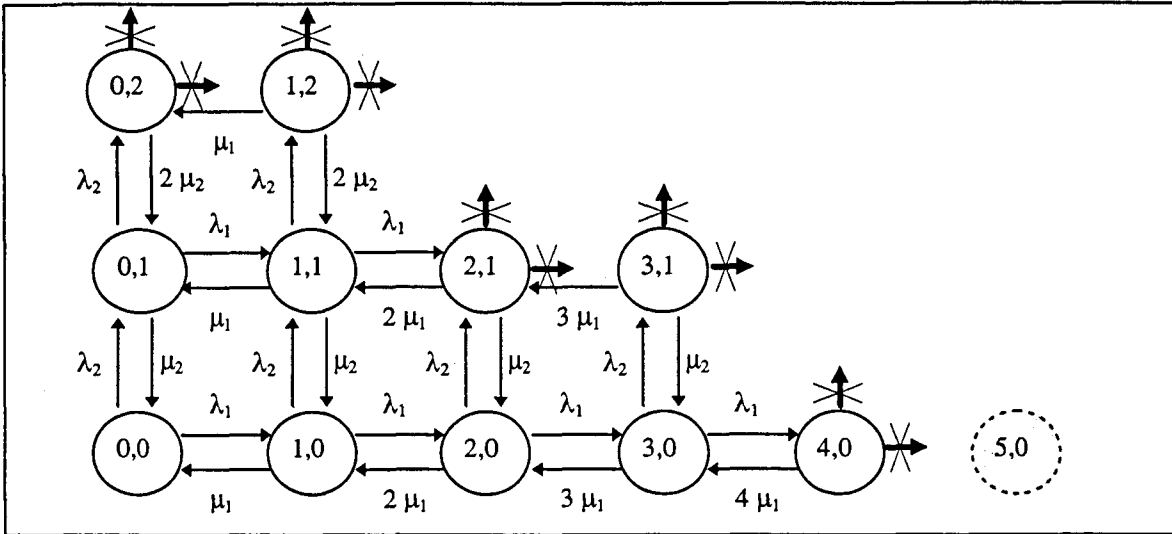 0,2 1,2
μ₁
λ₂ 2 μ₂ λ₂ 2 μ₂
λ₁ λ₁
0,1 1,1 2,1 3,1
μ₁ 2 μ₁ 3 μ₁
λ₂ μ₂ λ₂ μ₂ λ₂ μ₂ λ₂ μ₂
λ₁ λ₁ λ₁ λ₁
0,0 1,0 2,0 3,0 4,0 5,0
μ₁ 2 μ₁ 3 μ₁ 4 μ₁